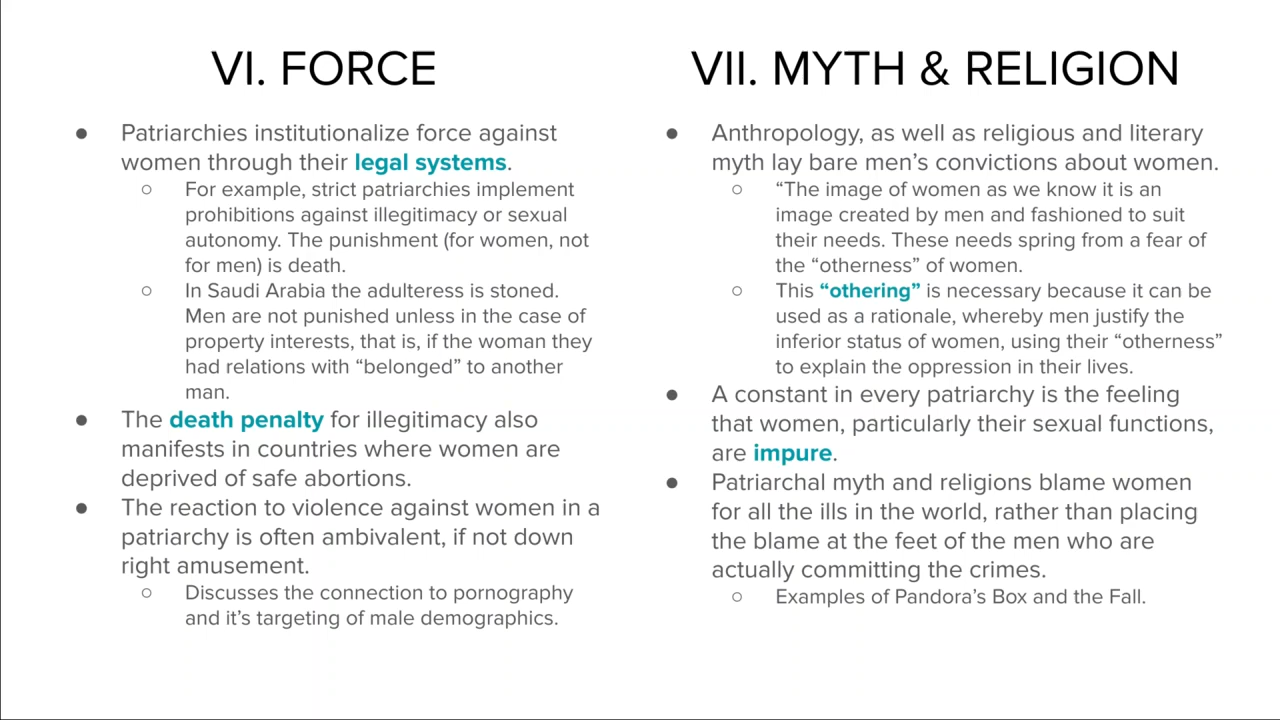 VI. FORCE
● Patriarchies institutionalize force against
women through their legal systems.
○ For example, strict patriarchies implement
prohibitions against illegitimacy or sexual
autonomy. The punishment (for women, not
for men) is death.
○ In Saudi Arabia the adulteress is stoned.
Men are not punished unless in the case of
property interests, that is, if the woman they
had relations with “belonged” to another
man.
● The death penalty for illegitimacy also
manifests in countries where women are
deprived of safe abortions.
● The reaction to violence against women in a
patriarchy is often ambivalent, if not down
right amusement.
○ Discusses the connection to pornography
and it’s targeting of male demographics.
VII. MYTH & RELIGION
● Anthropology, as well as religious and literary
myth lay bare men’s convictions about women.
○ “The image of women as we know it is an
image created by men and fashioned to suit
their needs. These needs spring from a fear of
the “otherness” of women.
○ This “othering” is necessary because it can be
used as a rationale, whereby men justify the
inferior status of women, using their “otherness”
to explain the oppression in their lives.
● A constant in every patriarchy is the feeling
that women, particularly their sexual functions,
are impure.
● Patriarchal myth and religions blame women
for all the ills in the world, rather than placing
the blame at the feet of the men who are
actually committing the crimes.
○ Examples of Pandora’s Box and the Fall.